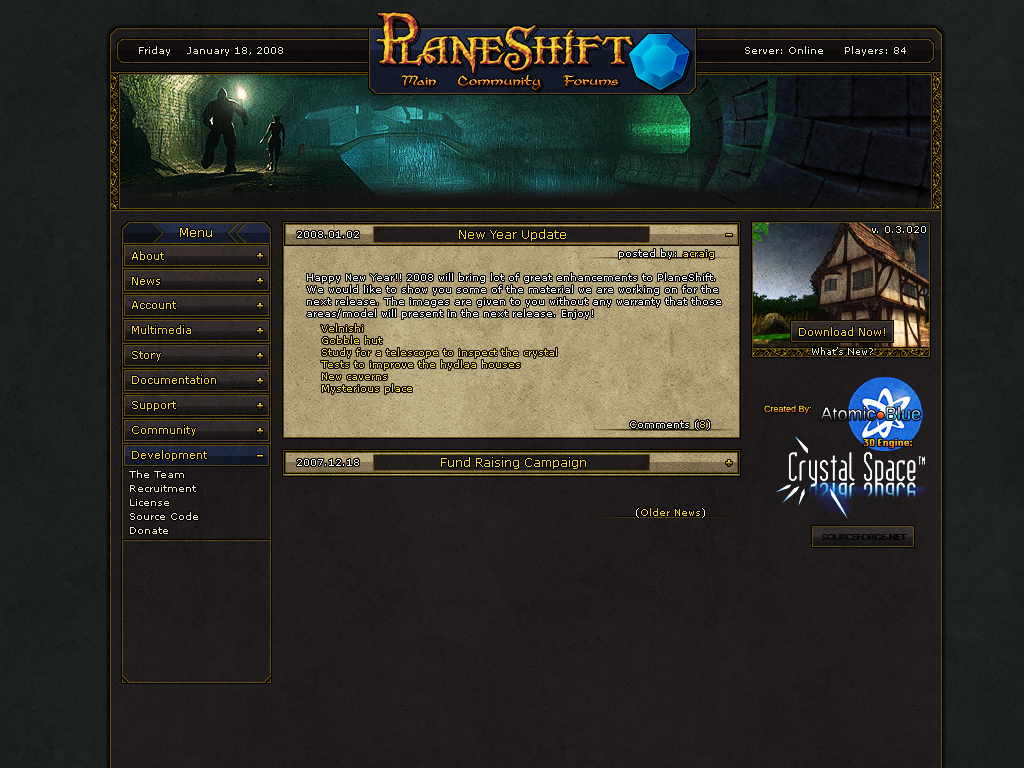 Friday January 18, 2008
PLANESHIFT
Main Community Forums
Server: Online Players: 84
Menu
About +
News +
Account +
Multimedia +
Story +
Documentation +
Support +
Community +
Development –
The Team
Recruitment
License
Source Code
Donate
2008.01.02 New Year Update –
posted by: acraig
Happy New Year!! 2008 will bring lot of great enhancements to PlaneShift.
We would like to show you some of the material we are working on for the
next release. The images are given to you without any warranty that those
areas/model will present in the next release. Enjoy!
Velnishi
Gobble hut
Study for a telescope to inspect the crystal
Tests to improve the hydlaa houses
New caverns
Mysterious place
Comments (8)
2007.12.18 Fund Raising Campaign +
(Older News)
v. 0.3.020
Download Now!
What's New?
Created By:
Atomic Blue
3D Engine:
Crystal Space™
SOURCEFORGE.NET